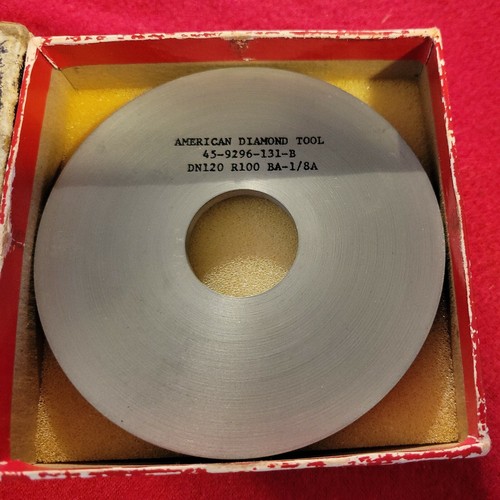 AMERICAN DIAMOND TOOL
45-9296-131-B
DN120 R100 BA-1/8A